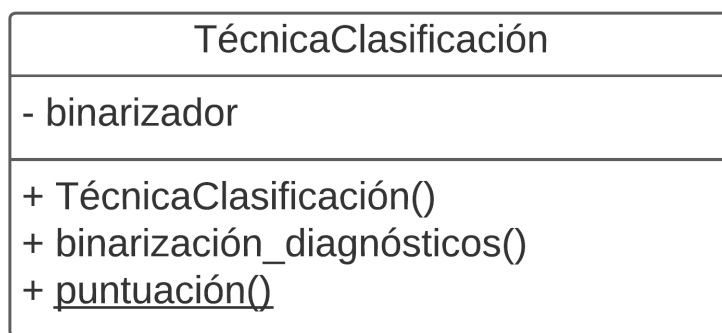 TécnicaClasificación
- binarizador
+ TécnicaClasificación()
+ binarización_diagnósticos()
+ puntuación()